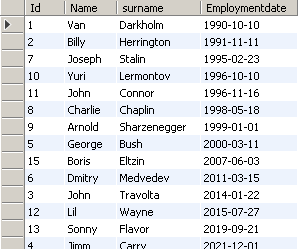 Id Name surname Employmentdate
1 Van Darkholm 1990-10-10
2 Billy Herrington 1991-11-11
7 Joseph Stalin 1995-02-23
10 Yuri Lermontov 1996-10-10
11 John Connor 1996-11-16
8 Charlie Chaplin 1998-05-18
9 Arnold Sharzenegger 1999-01-01
5 George Bush 2000-03-11
15 Boris Eltzin 2007-06-03
6 Dmitry Medvedev 2011-03-15
3 John Travolta 2014-01-22
12 Lil Wayne 2015-07-27
13 Sonny Flavor 2019-09-21
4 Jimm Carry 2021-12-01